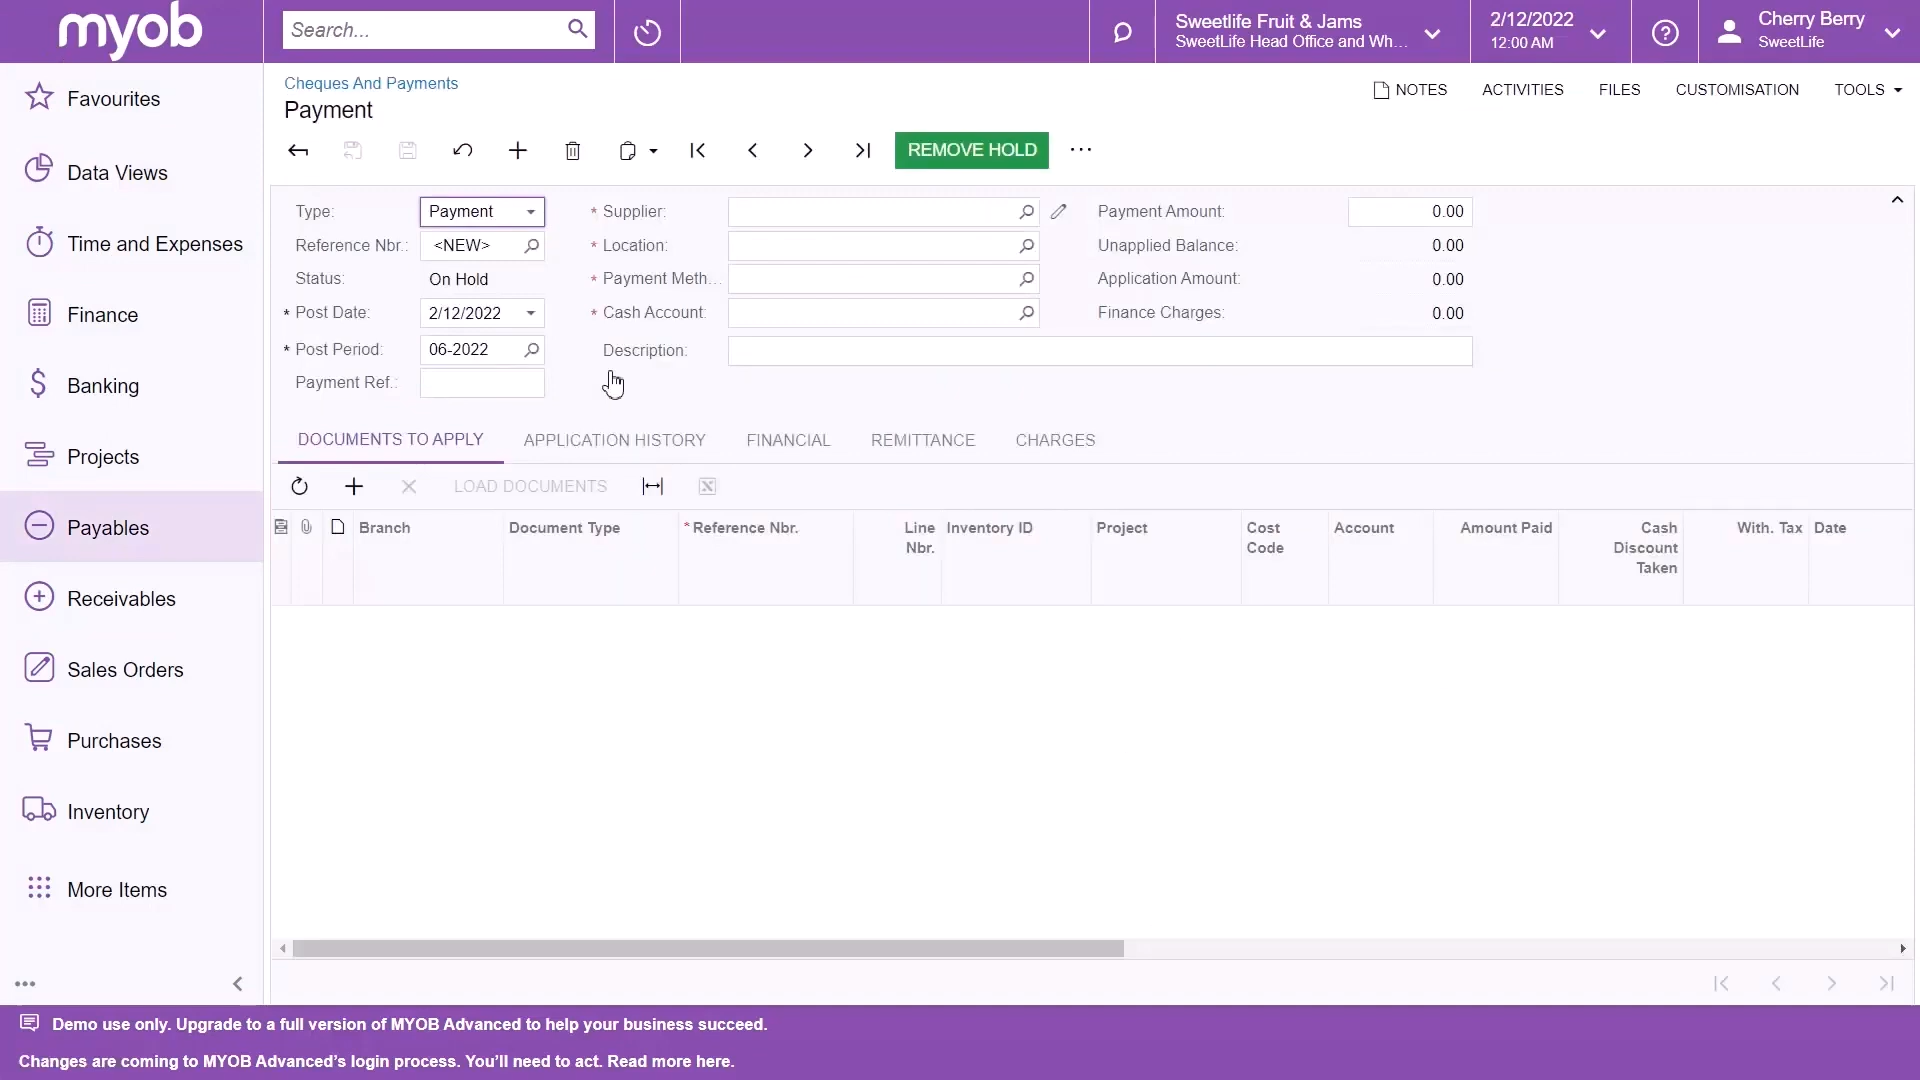 myob
Search...
Sweetlife Fruit & Jams
SweetLife Head Office and Wh...
2/12/2022
12:00 AM
Cherry Berry
SweetLife
Favourites
Data Views
Time and Expenses
Finance
Banking
Projects
Payables
Receivables
Sales Orders
Purchases
Inventory
More Items
Cheques And Payments
Payment
NOTES
ACTIVITIES
FILES
CUSTOMISATION
TOOLS
REMOVE HOLD
Type: Payment
* Supplier:
Payment Amount: 0.00
Reference Nbr.: <NEW>
* Location:
Unapplied Balance: 0.00
Status: On Hold
* Payment Meth...
Application Amount: 0.00
* Post Date: 2/12/2022
* Cash Account:
Finance Charges: 0.00
* Post Period: 06-2022
Description:
Payment Ref.:
DOCUMENTS TO APPLY
APPLICATION HISTORY
FINANCIAL
REMITTANCE
CHARGES
LOAD DOCUMENTS
Branch
Document Type
* Reference Nbr.
Line
Nbr.
Inventory ID
Project
Cost
Code
Account
Amount Paid
Cash
Discount
Taken
With. Tax
Date
Demo use only. Upgrade to a full version of MYOB Advanced to help your business succeed.
Changes are coming to MYOB Advanced’s login process. You’ll need to act. Read more here.